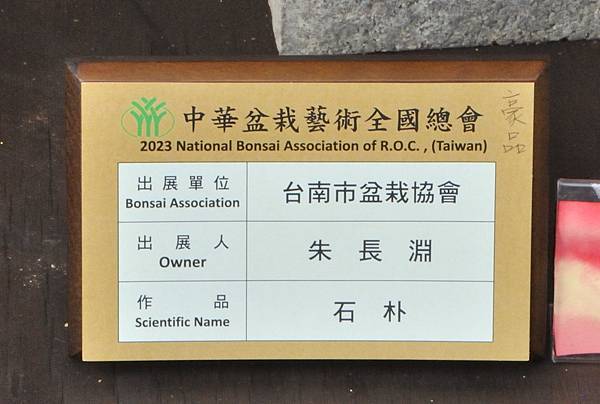 中華盆栽藝術全國總會
豪品
2023 National Bonsai Association of R.O.C. , (Taiwan)
出展單位 台南市盆栽協會
Bonsai Association
出展人 朱長淵
Owner
作品 石朴
Scientific Name